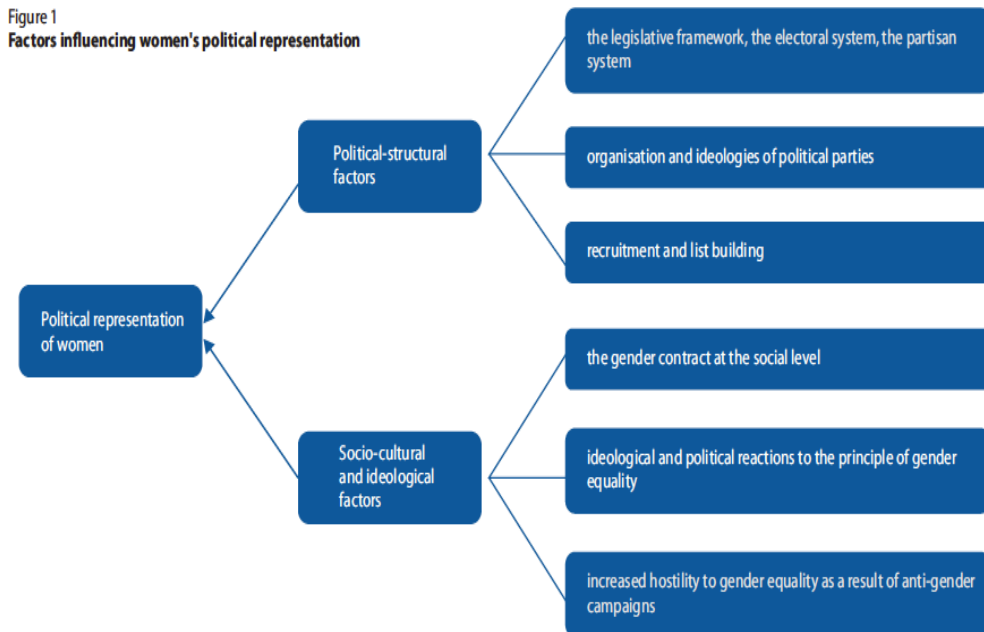 Figure 1
Factors influencing women's political representation
the legislative framework, the electoral system, the partisan
system
Political-structural
factors
organisation and ideologies of political parties
recruitment and list building
Political representation
of women
the gender contract at the social level
Socio-cultural
and ideological
factors
ideological and political reactions to the principle of gender
equality
increased hostility to gender equality as a result of anti-gender
campaigns